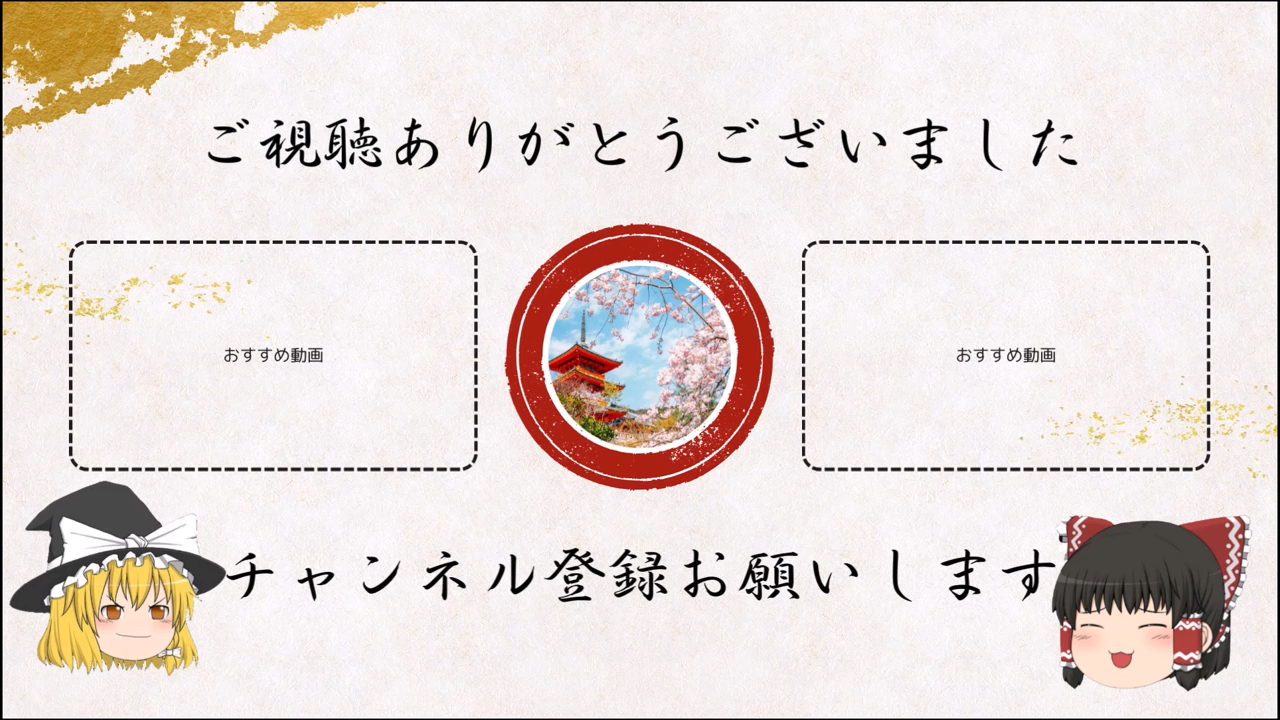 ご視聴ありがとうございました
おすすめ動画
おすすめ動画
チャンネル登録お願いします